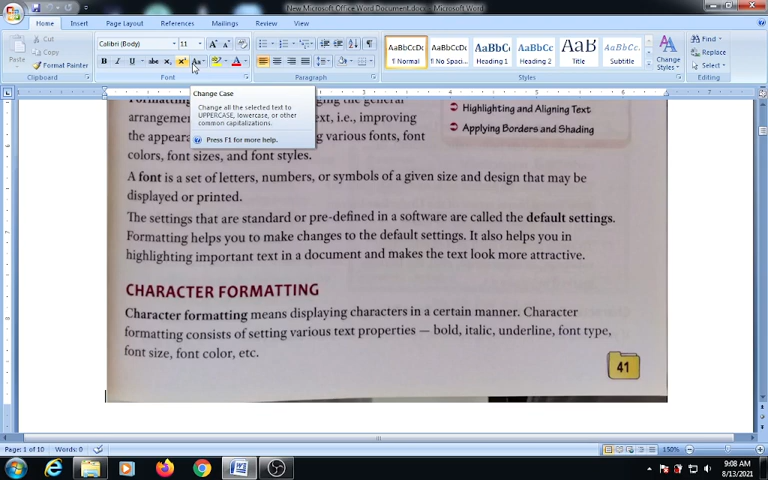 New Microsoft Office Word Document.docx - Microsoft Word
Home Insert Page Layout References Mailings Review View
Cut
Copy
Paste
Format Painter
Clipboard
Calibri (Body) 11
Font
Paragraph
AaBbCcDc AaBbCcDc AaBbC AaBbCc AaB AaBbCc.
¶ Normal ¶ No Spaci... Heading 1 Heading 2 Title Subtitle
Change Styles
Styles
Find
Replace
Select
Editing
Change Case
Change all the selected text to
UPPERCASE, lowercase, or other
common capitalizations.
Press F1 for more help.
Highlighting and Aligning Text
Applying Borders and Shading
the general
arrangeme ext, i.e., improving
the appeara g various fonts, font
colors, font sizes, and font styles.
A font is a set of letters, numbers, or symbols of a given size and design that may be
displayed or printed.
The settings that are standard or pre-defined in a software are called the default settings.
Formatting helps you to make changes to the default settings. It also helps you in
highlighting important text in a document and makes the text look more attractive.
CHARACTER FORMATTING
Character formatting means displaying characters in a certain manner. Character
formatting consists of setting various text properties — bold, italic, underline, font type,
font size, font color, etc.
41
Page: 1 of 10 Words: 0
150%
9:08 AM
8/13/2021